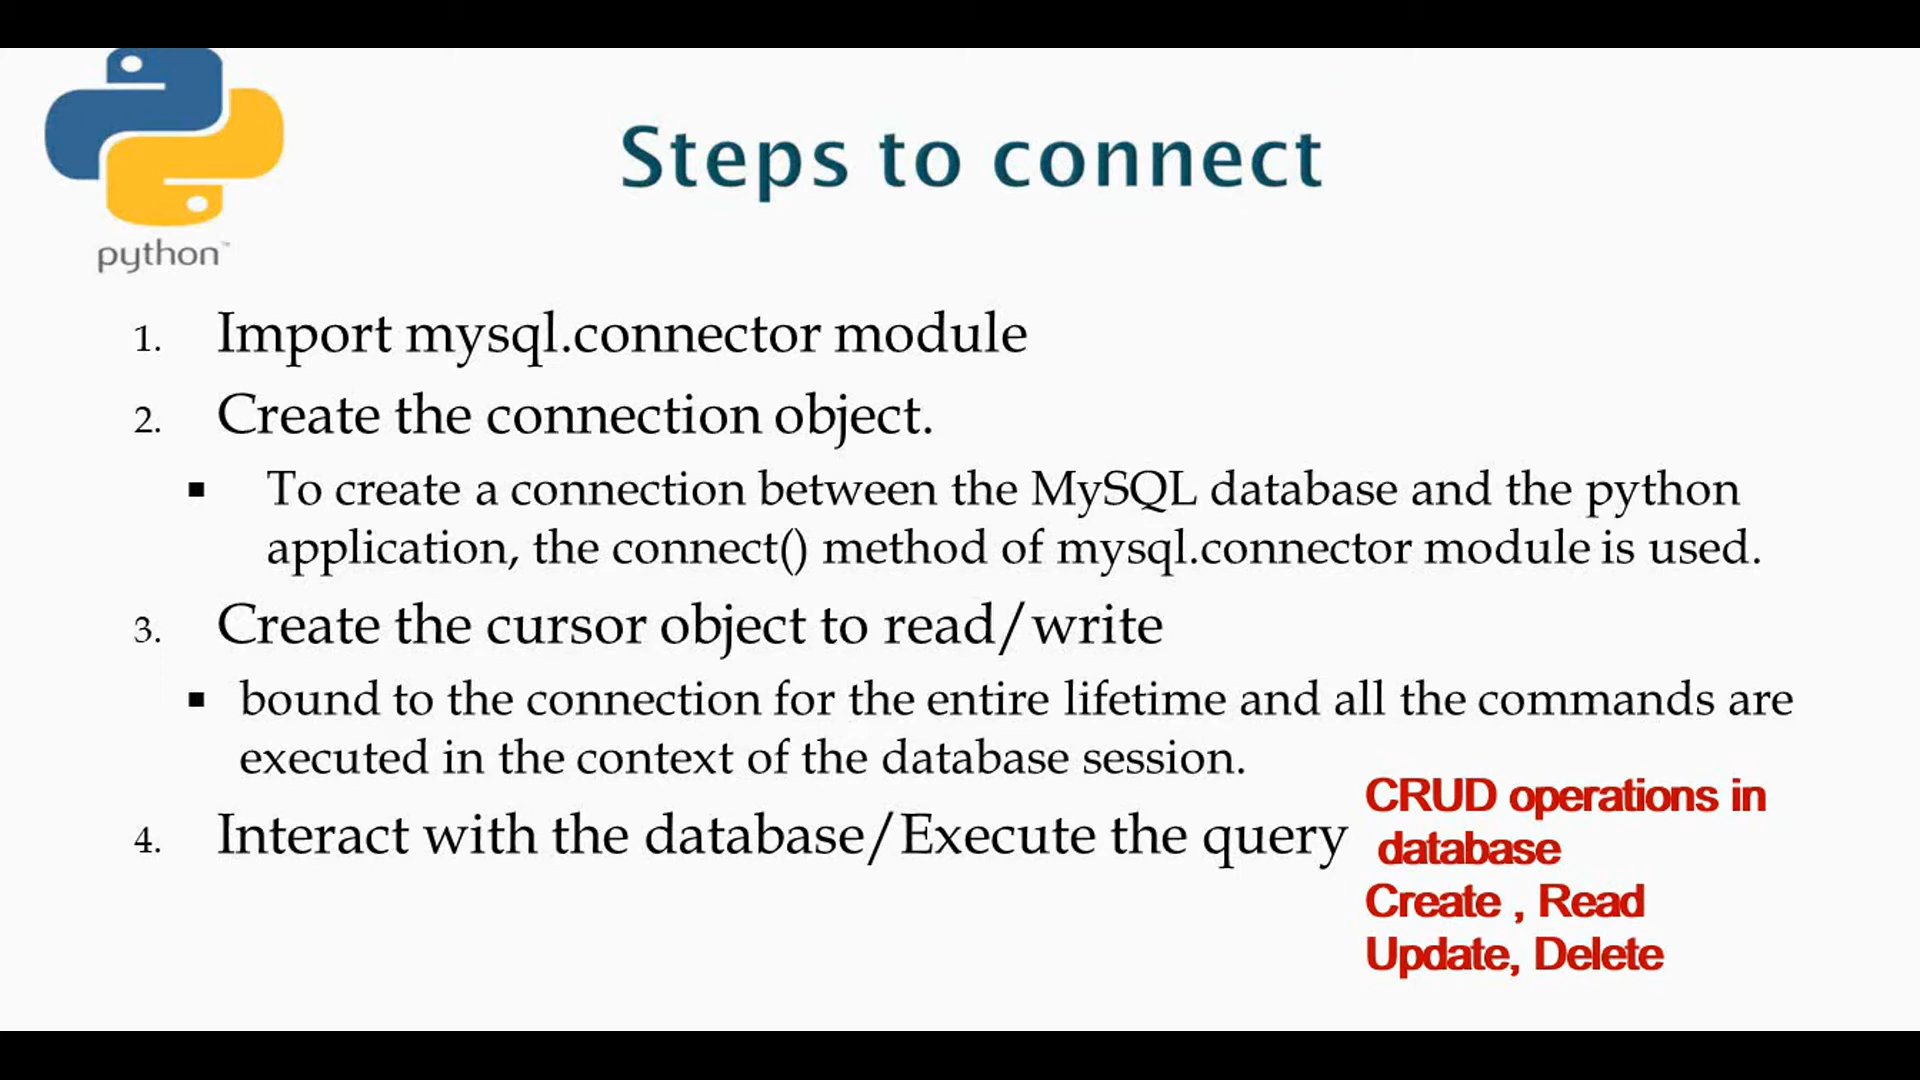 python™
Steps to connect
1. Import mysql.connector module
2. Create the connection object.
▪ To create a connection between the MySQL database and the python
application, the connect() method of mysql.connector module is used.
3. Create the cursor object to read/write
▪ bound to the connection for the entire lifetime and all the commands are
executed in the context of the database session.
4. Interact with the database/Execute the query
CRUD operations in
database
Create , Read
Update, Delete